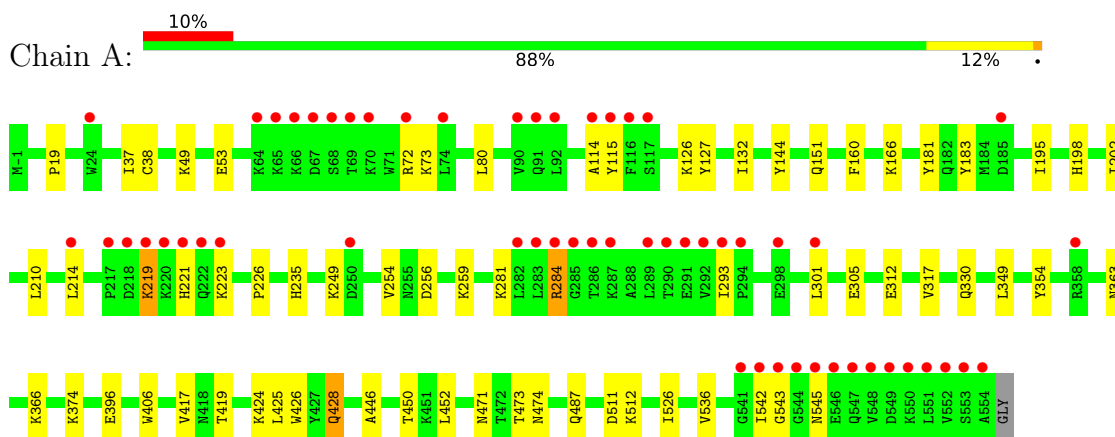 10%
Chain A:
88% 12% •
M-1 P19 W24 I37 C38 K49 E53 K64 K65 K66 D67 S68 T69 K70 W71 R72 K73 L74 L80 V90 Q91 L92 A114 Y115 F116 S117 K126 Y127 I132 Y144 Q151 F160 K166 Y181 Q182 Y183 M184 D185 I195 H198
L210 L214 P217 D218 K219 K220 H221 Q222 K223 P226 H235 K249 D250 V254 N255 D256 K259 K281 L282 L283 R284 G285 T286 K287 A288 L289 T290 E291 V292 I293 P294 E298 L301 E305 E312 V317 Q330 L349 Y354 R358 N363
K366 K374 E396 W406 V417 N418 T419 K424 L425 W426 Y427 Q428 A446 T450 K451 L452 N471 T472 T473 N474 Q487 D511 K512 I526 V536 G541 I542 G543 G544 N545 E546 Q547 V548 D549 K550 L551 V552 S553 A554 GLY